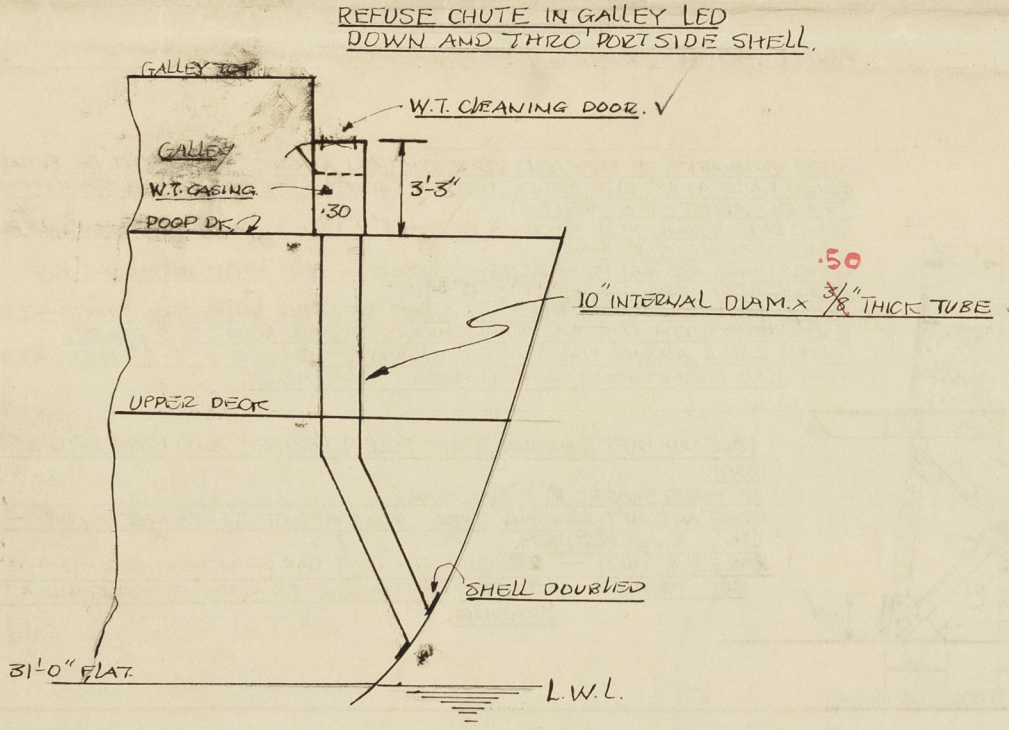 REFUSE CHUTE IN GALLEY LED
DOWN AND THRO' PORTSIDE SHELL.
GALLEY TOP
W.T. CLEANING DOOR. ✓
GALLEY
3'-3"
W.T. CASING
.30
POOP DK.
.50
10" INTERNAL DIAM. x 3/8" THICK TUBE
UPPER DECK
SHELL DOUBLED
31'-0" FLAT.
L.W.L.